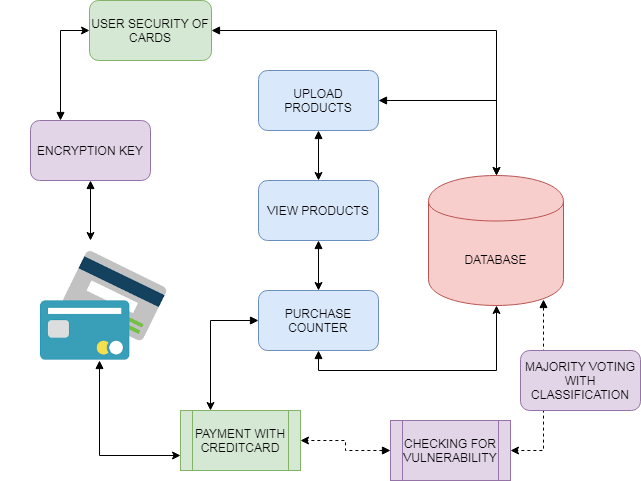 USER SECURITY OF
CARDS
UPLOAD
PRODUCTS
ENCRYPTION KEY
VIEW PRODUCTS
DATABASE
PURCHASE
COUNTER
MAJORITY VOTING
WITH
CLASSIFICATION
PAYMENT WITH
CREDITCARD
CHECKING FOR
VULNERABILITY